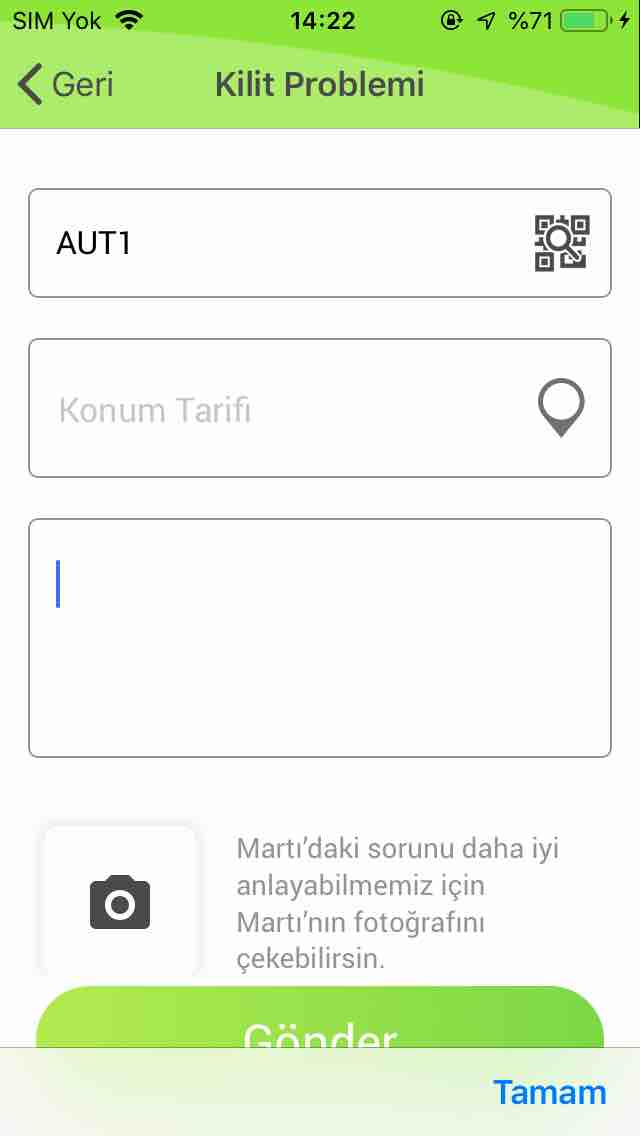 SIM Yok 14:22 %71
Geri Kilit Problemi
AUT1
Konum Tarifi
Martı’daki sorunu daha iyi
anlayabilmemiz için
Martı’nın fotoğrafını
çekebilirsin.
Gönder
Tamam